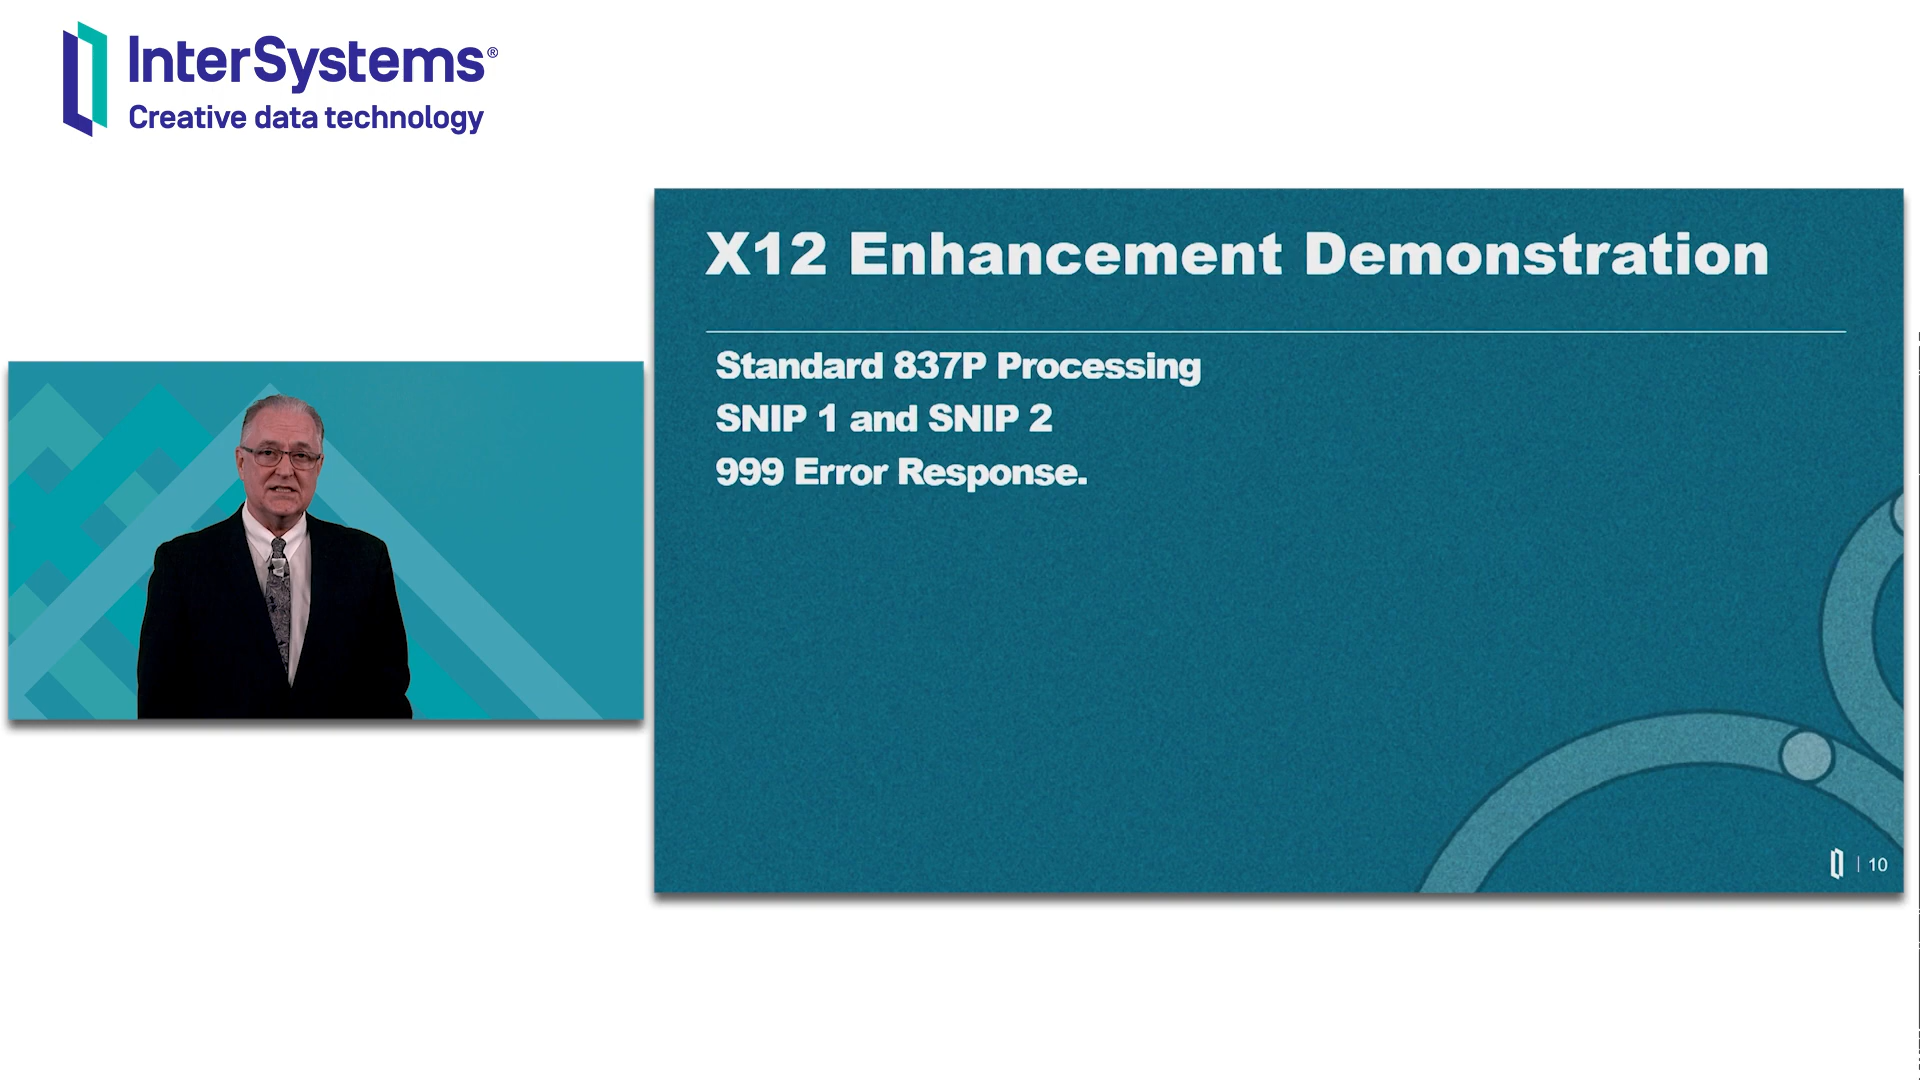 InterSystems®
Creative data technology
X12 Enhancement Demonstration
Standard 837P Processing
SNIP 1 and SNIP 2
999 Error Response.
| 10